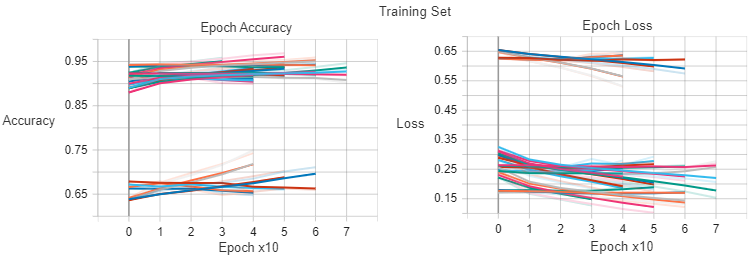 Training Set
Epoch Accuracy
Epoch Loss
0.95
0.85
Accuracy
0.75
0.65
0 1 2 3 4 5 6 7
Epoch x10
0.65
0.55
0.45
Loss
0.35
0.25
0.15
0 1 2 3 4 5 6 7
Epoch x10